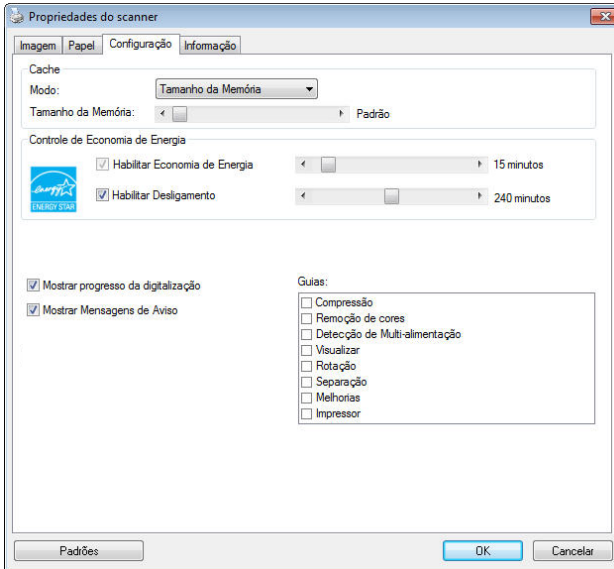 Propriedades do scanner
Imagem Papel Configuração Informação
Cache
Modo: Tamanho da Memória
Tamanho da Memória: Padrão
Controle de Economia de Energia
Habilitar Economia de Energia 15 minutos
Habilitar Desligamento 240 minutos
energy
ENERGY STAR
Mostrar progresso da digitalização
Mostrar Mensagens de Aviso
Guias:
Compressão
Remoção de cores
Detecção de Multi-alimentação
Visualizar
Rotação
Separação
Melhorias
Impressor
Padrões OK Cancelar